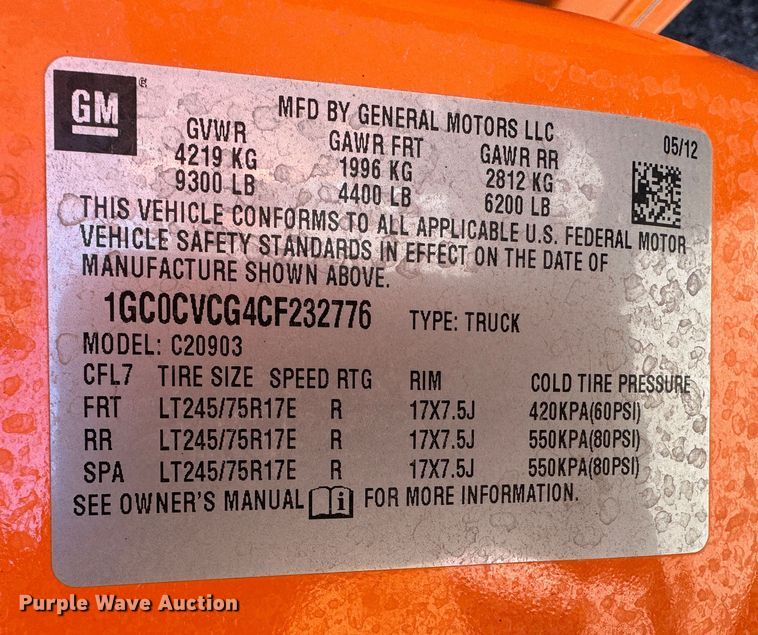 GM®
MFD BY GENERAL MOTORS LLC
05/12
GVWR GAWR FRT GAWR RR
4219 KG 1996 KG 2812 KG
9300 LB 4400 LB 6200 LB
THIS VEHICLE CONFORMS TO ALL APPLICABLE U.S. FEDERAL MOTOR
VEHICLE SAFETY STANDARDS IN EFFECT ON THE DATE OF
MANUFACTURE SHOWN ABOVE.
1GC0CVCG4CF232776 TYPE: TRUCK
MODEL: C20903
CFL7 TIRE SIZE SPEED RTG RIM COLD TIRE PRESSURE
FRT LT245/75R17E R 17X7.5J 420KPA(60PSI)
RR LT245/75R17E R 17X7.5J 550KPA(80PSI)
SPA LT245/75R17E R 17X7.5J 550KPA(80PSI)
SEE OWNER'S MANUAL i FOR MORE INFORMATION.
Purple Wave Auction